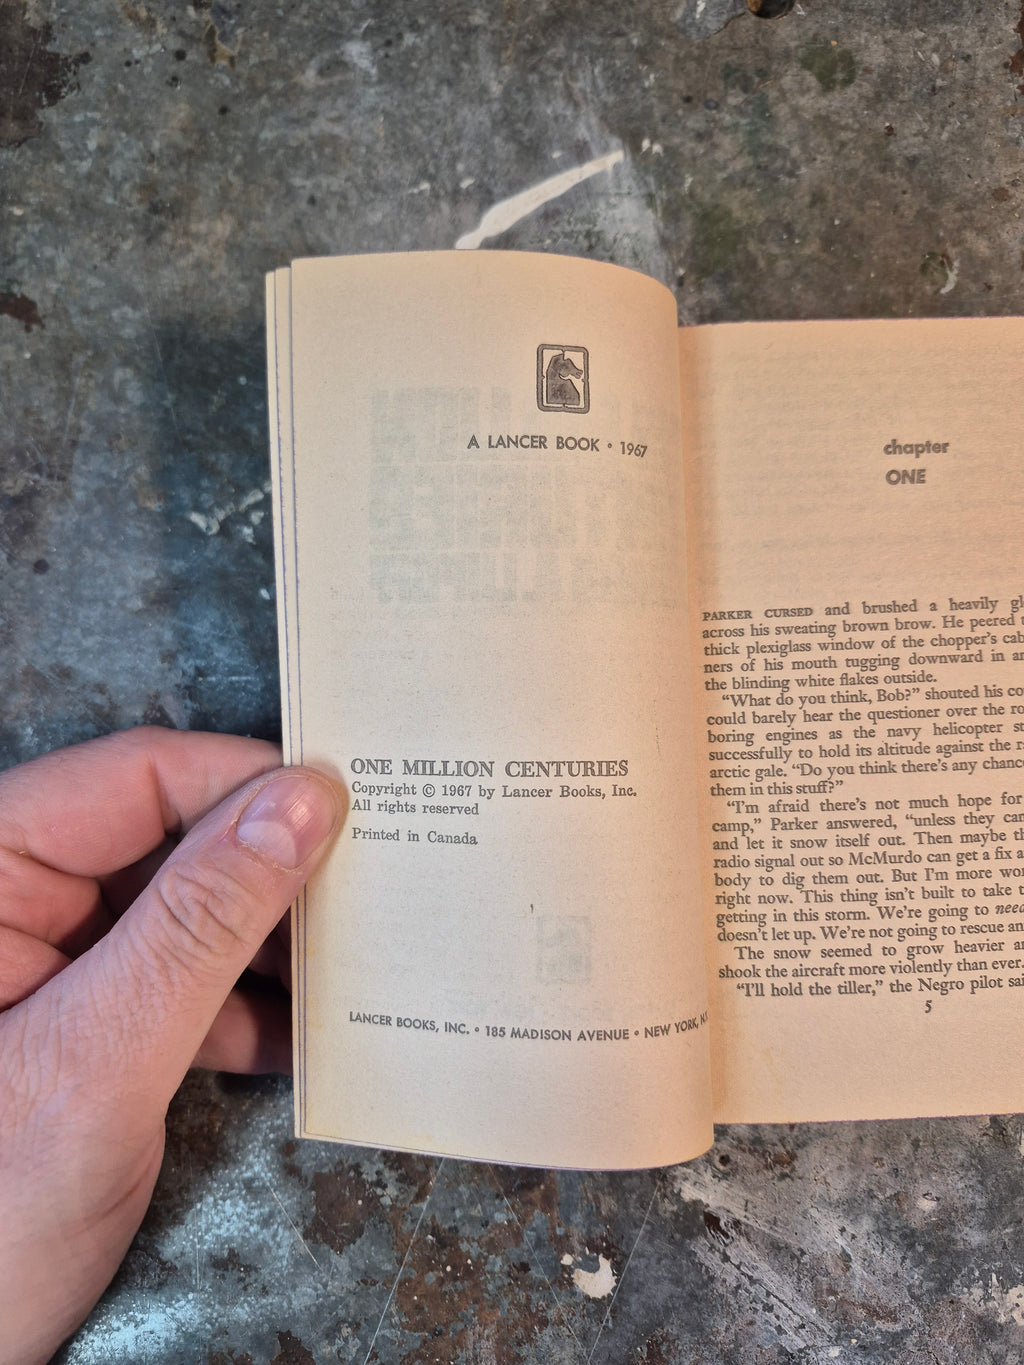 A LANCER BOOK • 1967
ONE MILLION CENTURIES
Copyright © 1967 by Lancer Books, Inc.
All rights reserved
Printed in Canada
LANCER BOOKS, INC. • 185 MADISON AVENUE • NEW YORK,
chapter
ONE
PARKER CURSED and brushed a heavily
across his sweating brown brow. He peered
thick plexiglass window of the chopper's
ners of his mouth tugging downward in
the blinding white flakes outside.
"What do you think, Bob?" shouted his
could barely hear the questioner over the
boring engines as the navy helicopter
successfully to hold its altitude against the
arctic gale. "Do you think there's any
them in this stuff?"
"I'm afraid there's not much hope for
camp," Parker answered, "unless they
and let it snow itself out. Then maybe
radio signal out so McMurdo can get a fix
body to dig them out. But I'm more
right now. This thing isn't built to take
getting in this storm. We're going to
doesn't let up. We're not going to rescue
The snow seemed to grow heavier
shook the aircraft more violently than ever.
"I'll hold the tiller," the Negro pilot
5